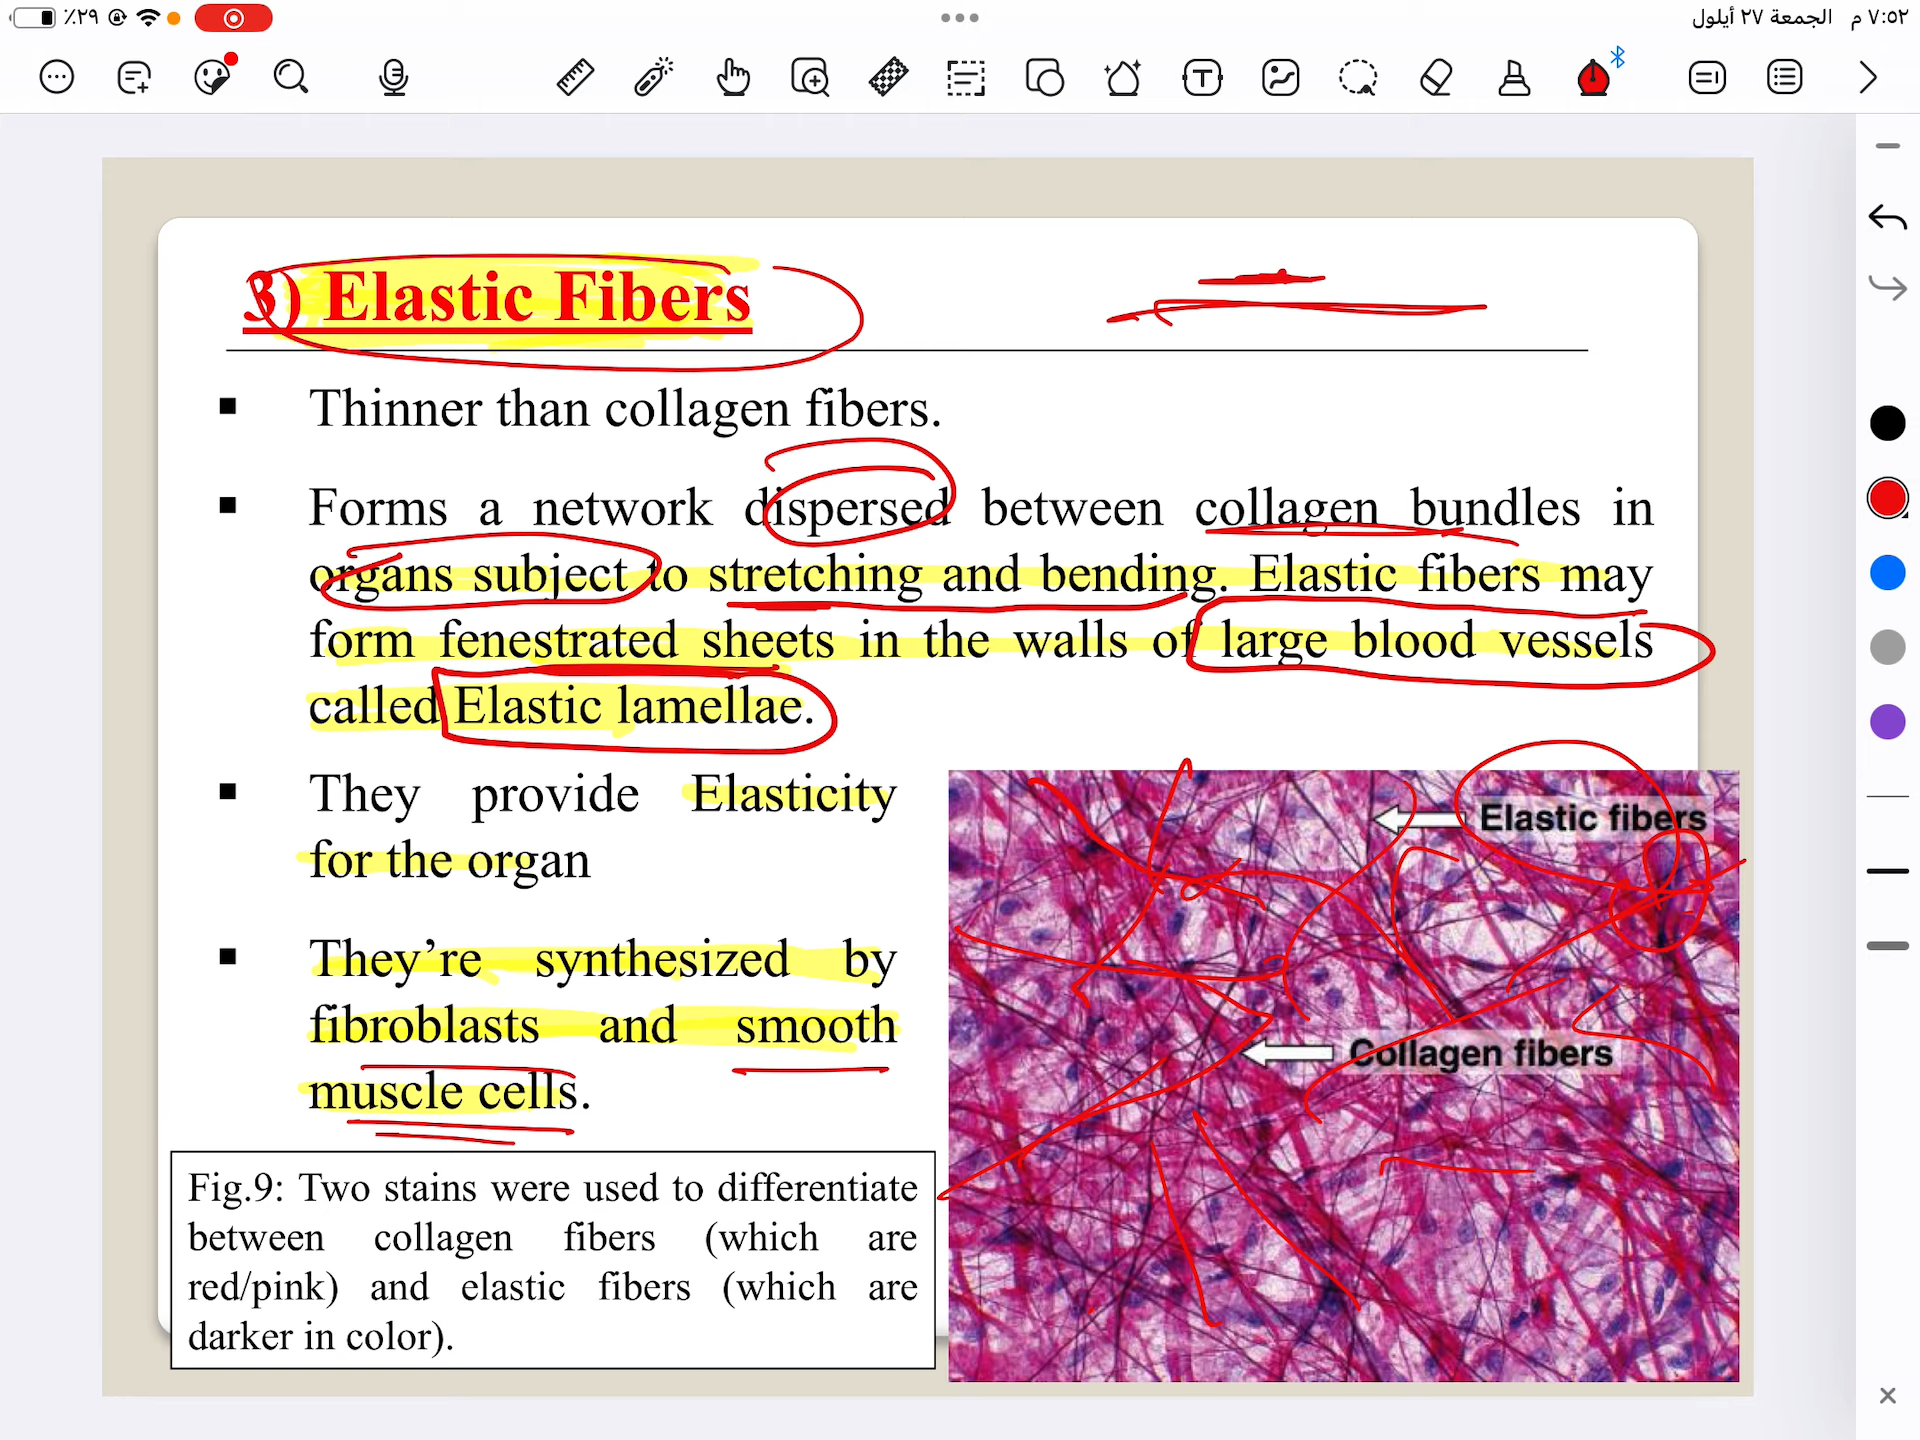 ٪٢٩
الجمعة ٢٧ أيلول ٧:٥٢ م
3) Elastic Fibers
▪ Thinner than collagen fibers.
▪ Forms a network dispersed between collagen bundles in
organs subject to stretching and bending. Elastic fibers may
form fenestrated sheets in the walls of large blood vessels
called Elastic lamellae.
▪ They provide Elasticity
for the organ
▪ They’re synthesized by
fibroblasts and smooth
muscle cells.
Elastic fibers
Collagen fibers
Fig.9: Two stains were used to differentiate
between collagen fibers (which are
red/pink) and elastic fibers (which are
darker in color).